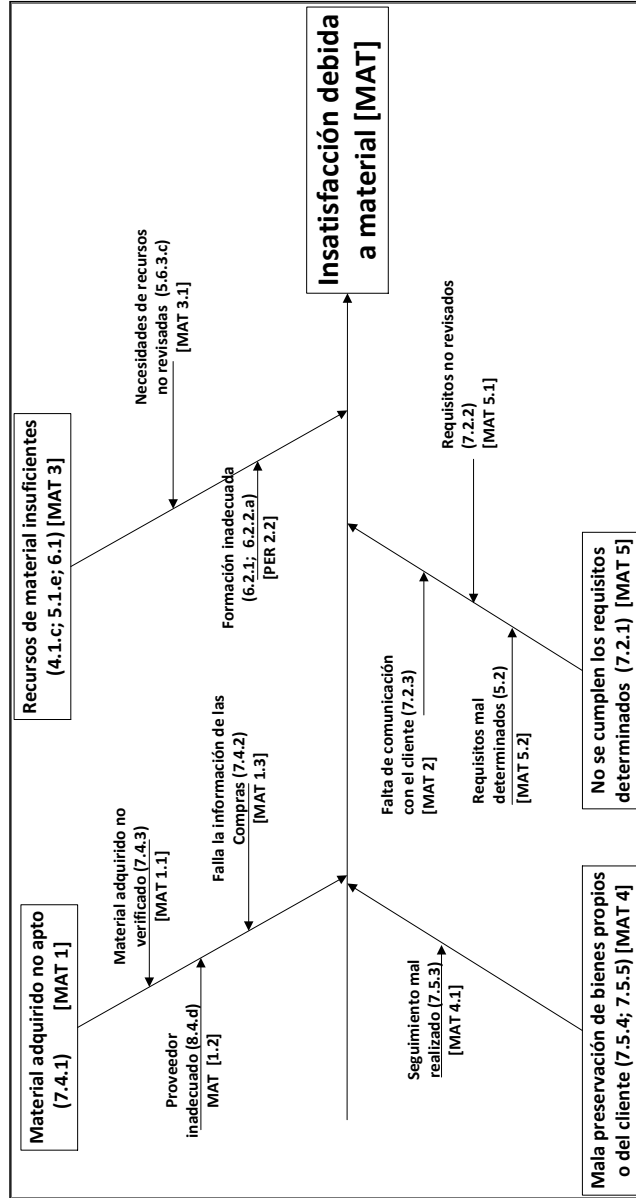 Material adquirido no apto
(7.4.1) [MAT 1]
Recursos de material insuficientes
(4.1.c; 5.1.e; 6.1) [MAT 3]
Material adquirido no
verificado (7.4.3)
[MAT 1.1]
Necesidades de recursos
no revisadas (5.6.3.c)
[MAT 3.1]
Proveedor
inadecuado (8.4.d)
MAT [1.2]
Falla la información de las
Compras (7.4.2)
[MAT 1.3]
Formación inadecuada
(6.2.1; 6.2.2.a)
[PER 2.2]
Insatisfacción debida
a material [MAT]
Seguimiento mal
realizado (7.5.3)
[MAT 4.1]
Falta de comunicación
con el cliente (7.2.3)
[MAT 2]
Requisitos no revisados
(7.2.2)
[MAT 5.1]
Requisitos mal
determinados (5.2)
[MAT 5.2]
Mala preservación de bienes propios
o del cliente (7.5.4; 7.5.5) [MAT 4]
No se cumplen los requisitos
determinados (7.2.1) [MAT 5]